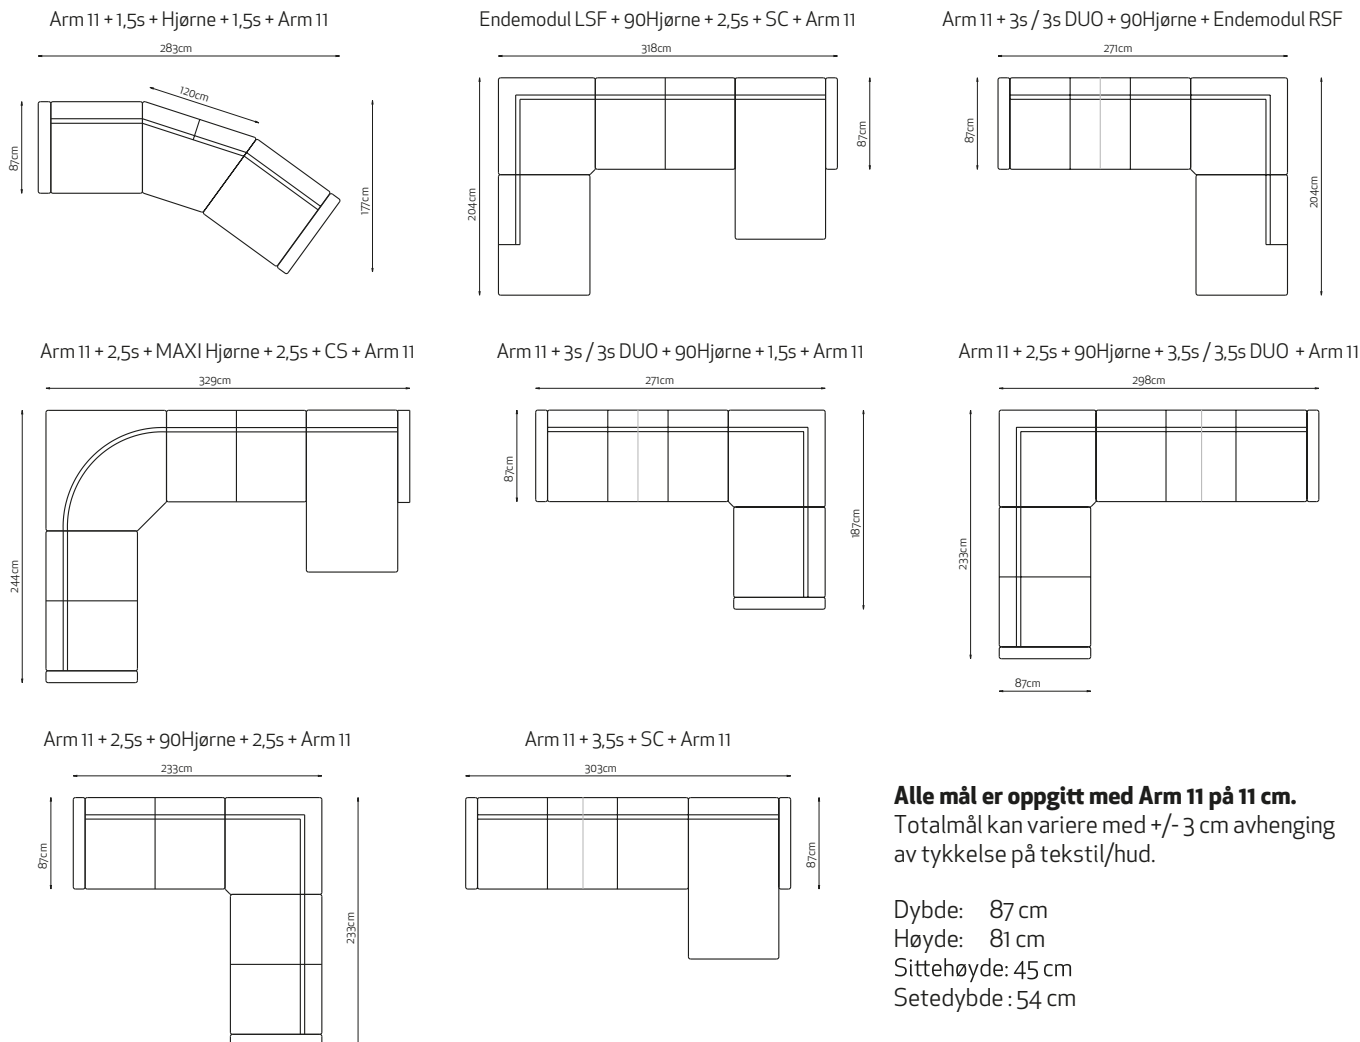 Arm 11 + 1,5s + Hjørne + 1,5s + Arm 11
283cm
120cm
87cm
177cm
Endemodul LSF + 90Hjørne + 2,5s + SC + Arm 11
318cm
204cm
87cm
Arm 11 + 3s / 3s DUO + 90Hjørne + Endemodul RSF
271cm
87cm
204cm
Arm 11 + 2,5s + MAXI Hjørne + 2,5s + CS + Arm 11
329cm
244cm
Arm 11 + 3s / 3s DUO + 90Hjørne + 1,5s + Arm 11
271cm
87cm
187cm
Arm 11 + 2,5s + 90Hjørne + 3,5s / 3,5s DUO + Arm 11
298cm
233cm
87cm
Arm 11 + 2,5s + 90Hjørne + 2,5s + Arm 11
233cm
87cm
233cm
Arm 11 + 3,5s + SC + Arm 11
303cm
87cm
87cm
Alle mål er oppgitt med Arm 11 på 11 cm.
Totalmål kan variere med +/- 3 cm avhenging
av tykkelse på tekstil/hud.
Dybde: 87 cm
Høyde: 81 cm
Sittehøyde: 45 cm
Setedybde : 54 cm